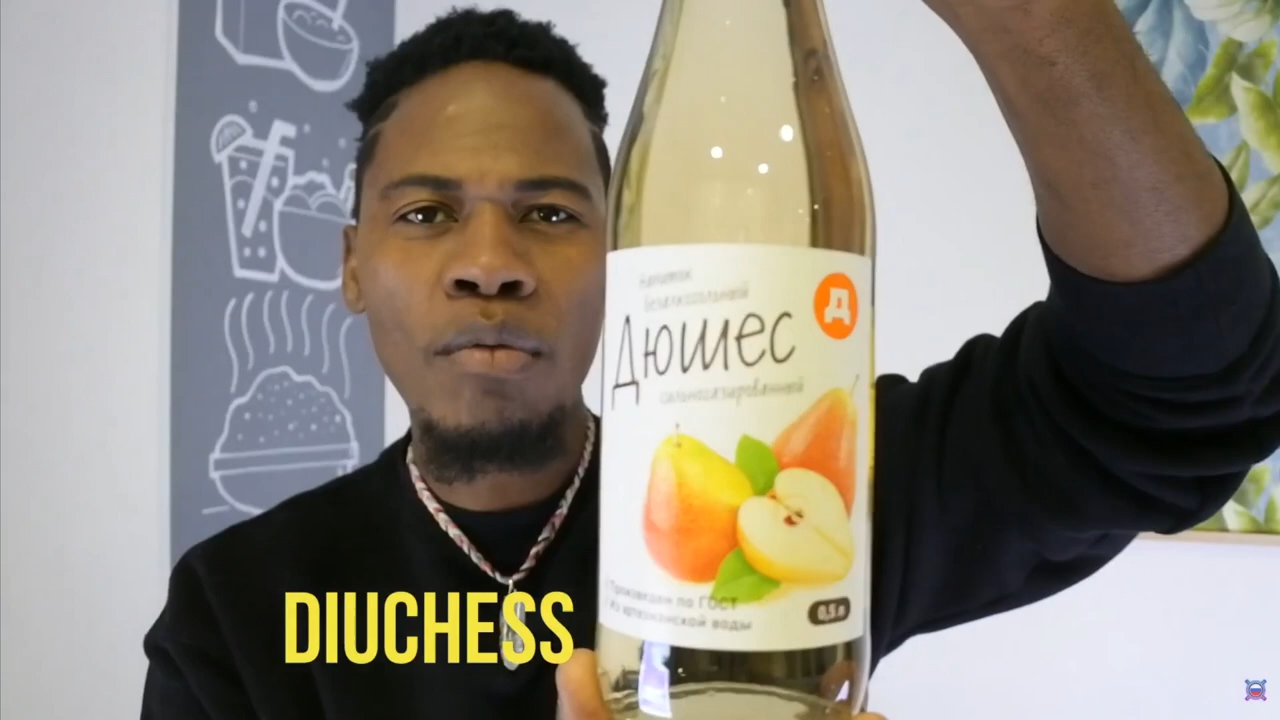 Напиток
безалкогольный
Д
Дюшес
сильногазированный
Произведен по ГОСТ
Из артезианской воды
0,5 л
DIUCHESS